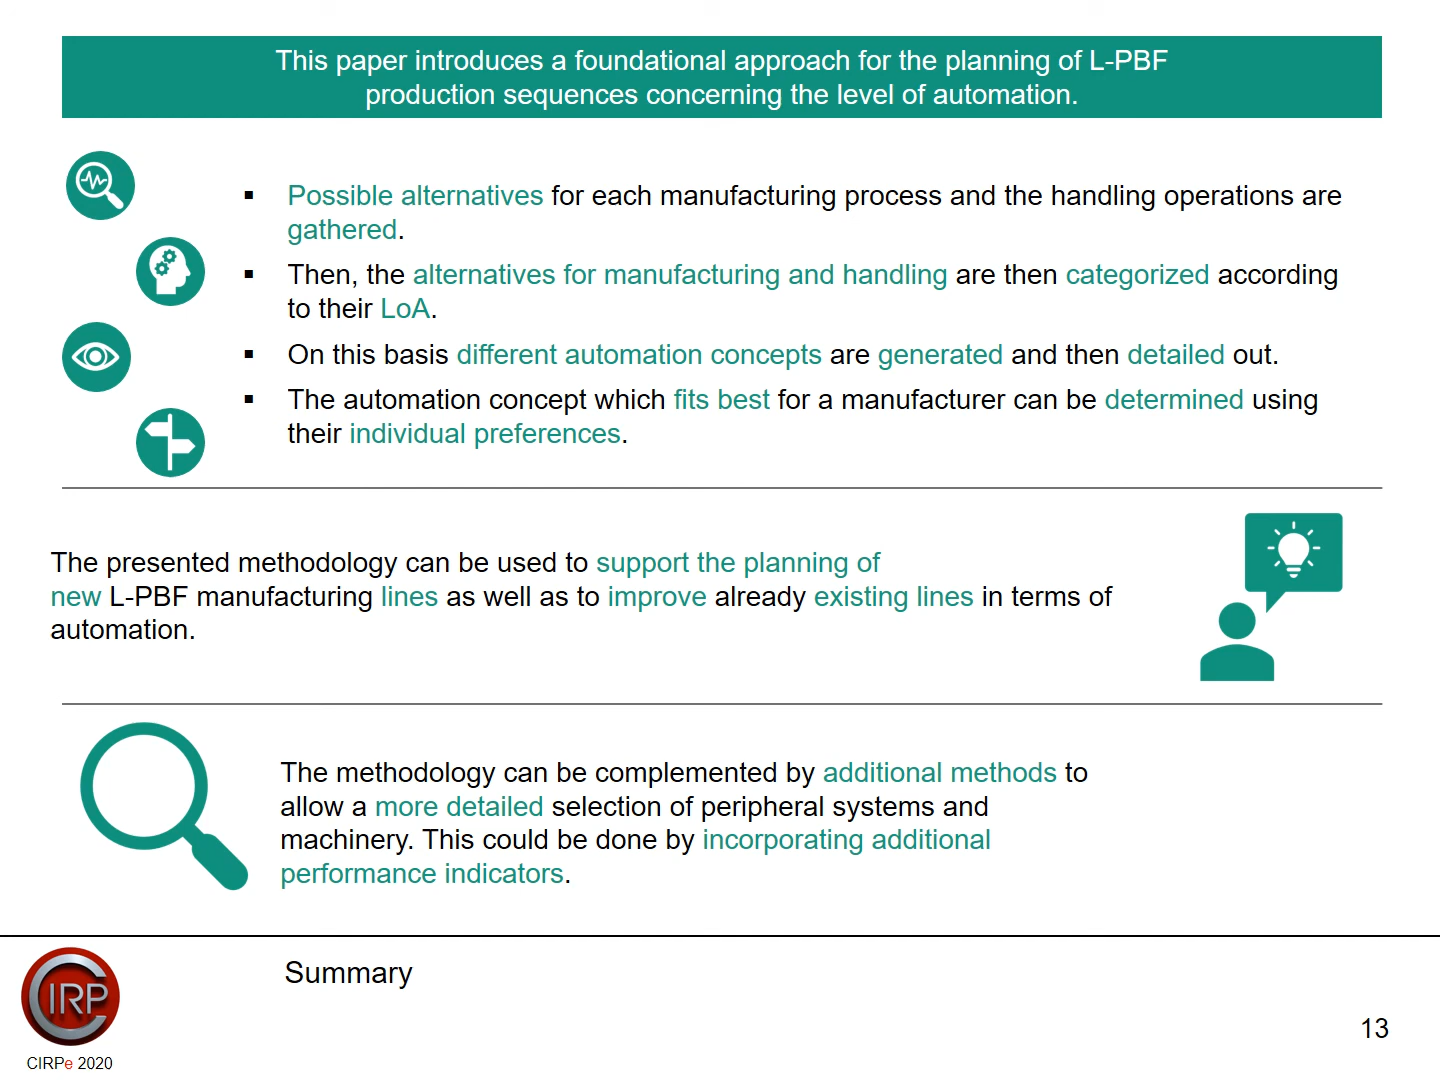 This paper introduces a foundational approach for the planning of L-PBF
production sequences concerning the level of automation.
▪ Possible alternatives for each manufacturing process and the handling operations are
gathered.
▪ Then, the alternatives for manufacturing and handling are then categorized according
to their LoA.
▪ On this basis different automation concepts are generated and then detailed out.
▪ The automation concept which fits best for a manufacturer can be determined using
their individual preferences.
The presented methodology can be used to support the planning of
new L-PBF manufacturing lines as well as to improve already existing lines in terms of
automation.
The methodology can be complemented by additional methods to
allow a more detailed selection of peripheral systems and
machinery. This could be done by incorporating additional
performance indicators.
Summary
CIRP
13
CIRPe 2020